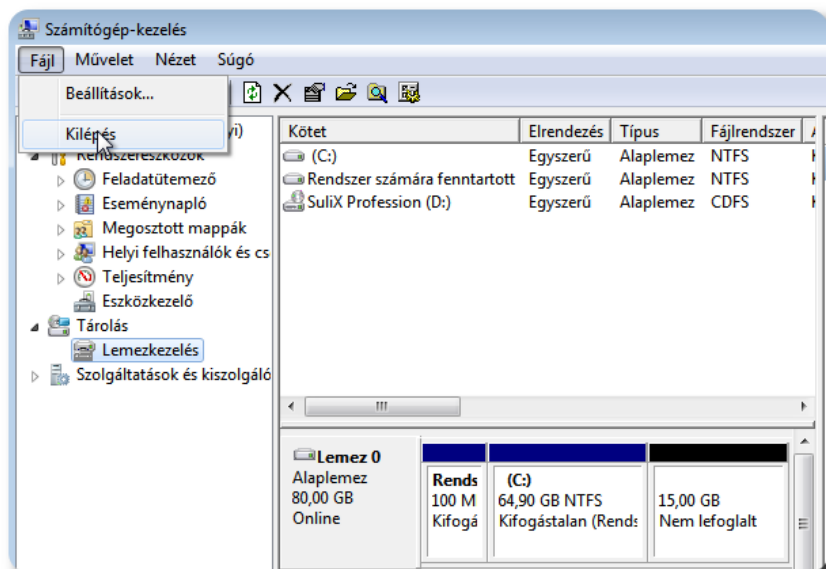 Számítógép-kezelés
Fájl Művelet Nézet Súgó
Beállítások...
Kilépés
yi)
Rendszereszközök
Feladatütemező
Eseménynapló
Megosztott mappák
Helyi felhasználók és cs
Teljesítmény
Eszközkezelő
Tárolás
Lemezkezelés
Szolgáltatások és kiszolgáló
Kötet Elrendezés Típus Fájlrendszer
(C:) Egyszerű Alaplemez NTFS
Rendszer számára fenntartott Egyszerű Alaplemez NTFS
SuliX Profession (D:) Egyszerű Alaplemez CDFS
Lemez 0
Alaplemez
80,00 GB
Online
Rends
100 M
Kifogá
(C:)
64,90 GB NTFS
Kifogástalan (Rends
15,00 GB
Nem lefoglalt